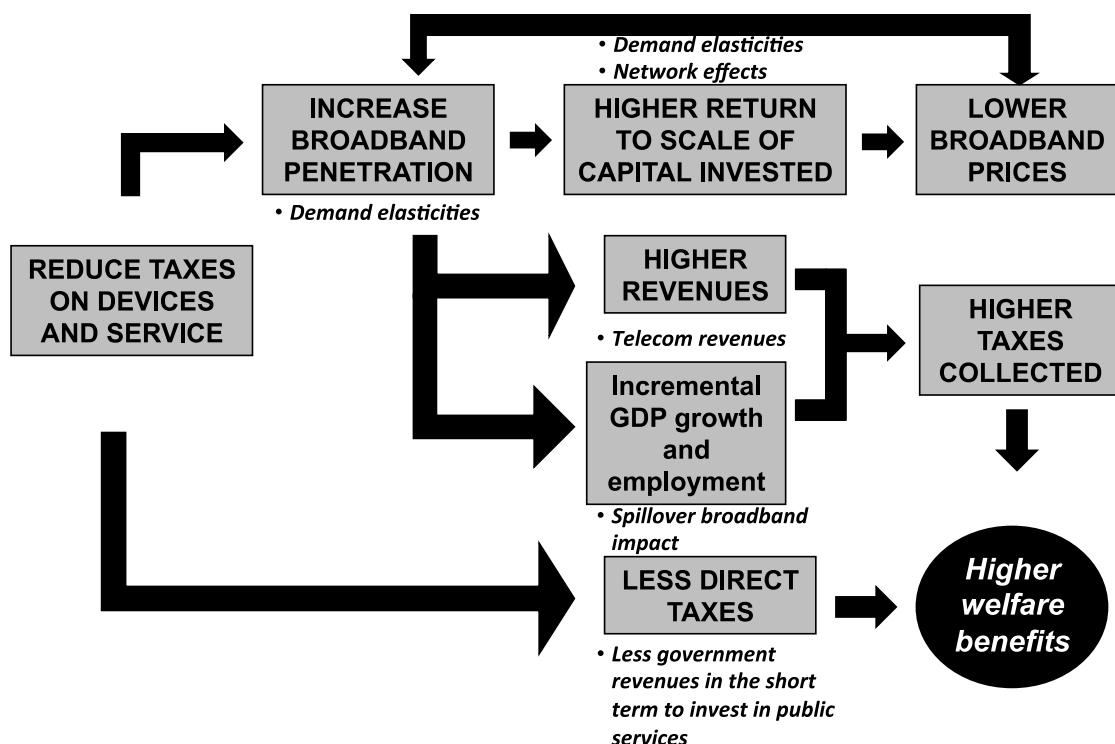 • Demand elasticities
• Network effects
INCREASE
BROADBAND
PENETRATION
HIGHER RETURN
TO SCALE OF
CAPITAL INVESTED
LOWER
BROADBAND
PRICES
• Demand elasticities
REDUCE TAXES
ON DEVICES
AND SERVICE
HIGHER
REVENUES
• Telecom revenues
HIGHER
TAXES
COLLECTED
Incremental
GDP growth
and
employment
• Spillover broadband
impact
LESS DIRECT
TAXES
Higher
welfare
benefits
• Less government
revenues in the short
term to invest in public
services